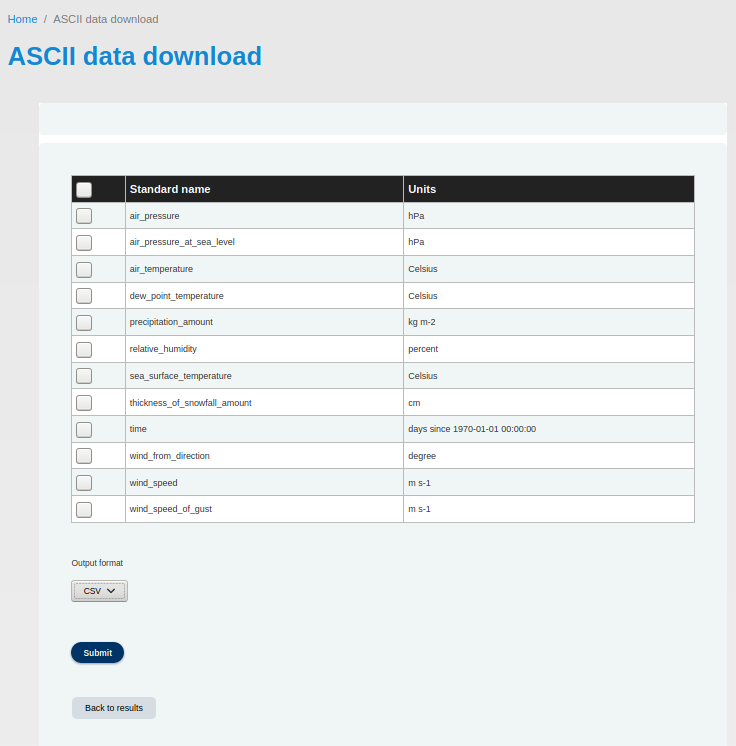 Home / ASCII data download
ASCII data download
Standard name Units
air_pressure hPa
air_pressure_at_sea_level hPa
air_temperature Celsius
dew_point_temperature Celsius
precipitation_amount kg m-2
relative_humidity percent
sea_surface_temperature Celsius
thickness_of_snowfall_amount cm
time days since 1970-01-01 00:00:00
wind_from_direction degree
wind_speed m s-1
wind_speed_of_gust m s-1
Output format
CSV
Submit
Back to results